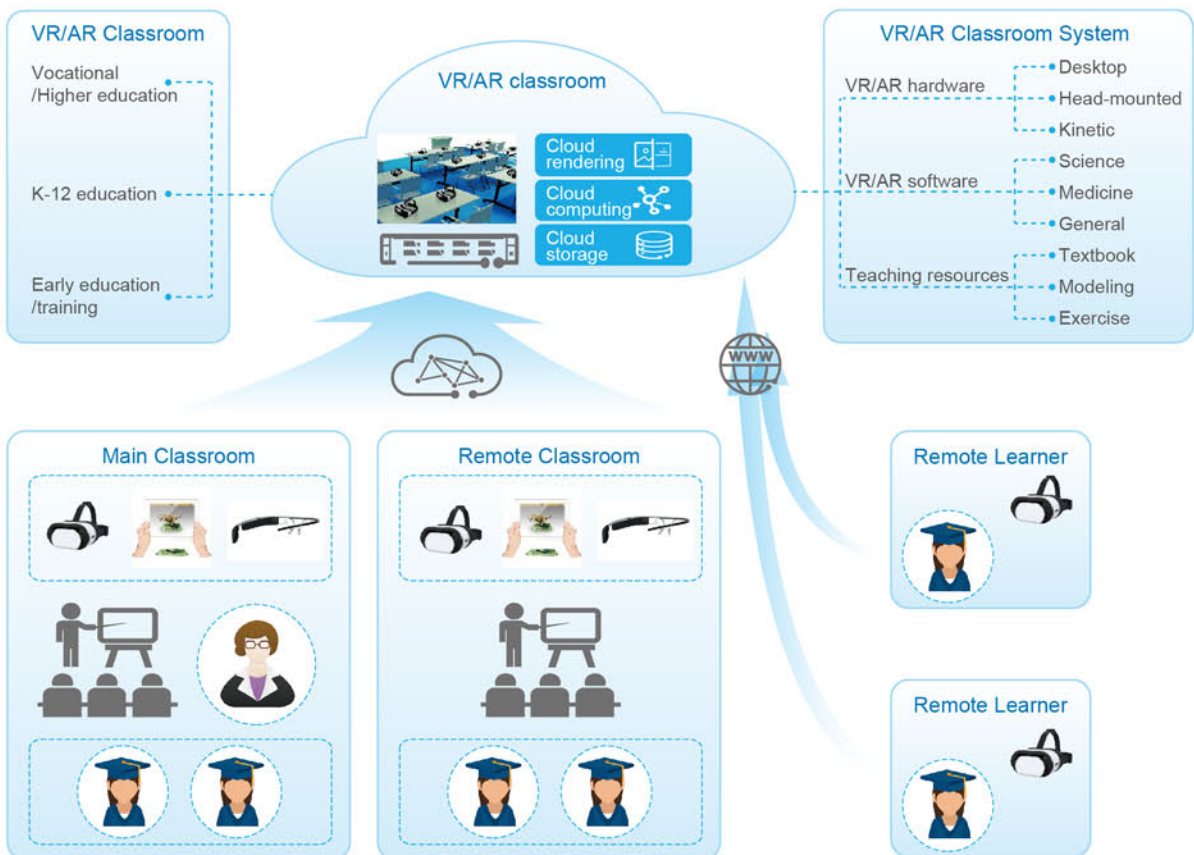 VR/AR Classroom
Vocational
/Higher education
K-12 education
Early education
/training
VR/AR classroom
Cloud
rendering
Cloud
computing
Cloud
storage
VR/AR Classroom System
VR/AR hardware
Desktop
Head-mounted
Kinetic
VR/AR software
Science
Medicine
General
Teaching resources
Textbook
Modeling
Exercise
WWW
Main Classroom
Remote Classroom
Remote Learner
Remote Learner